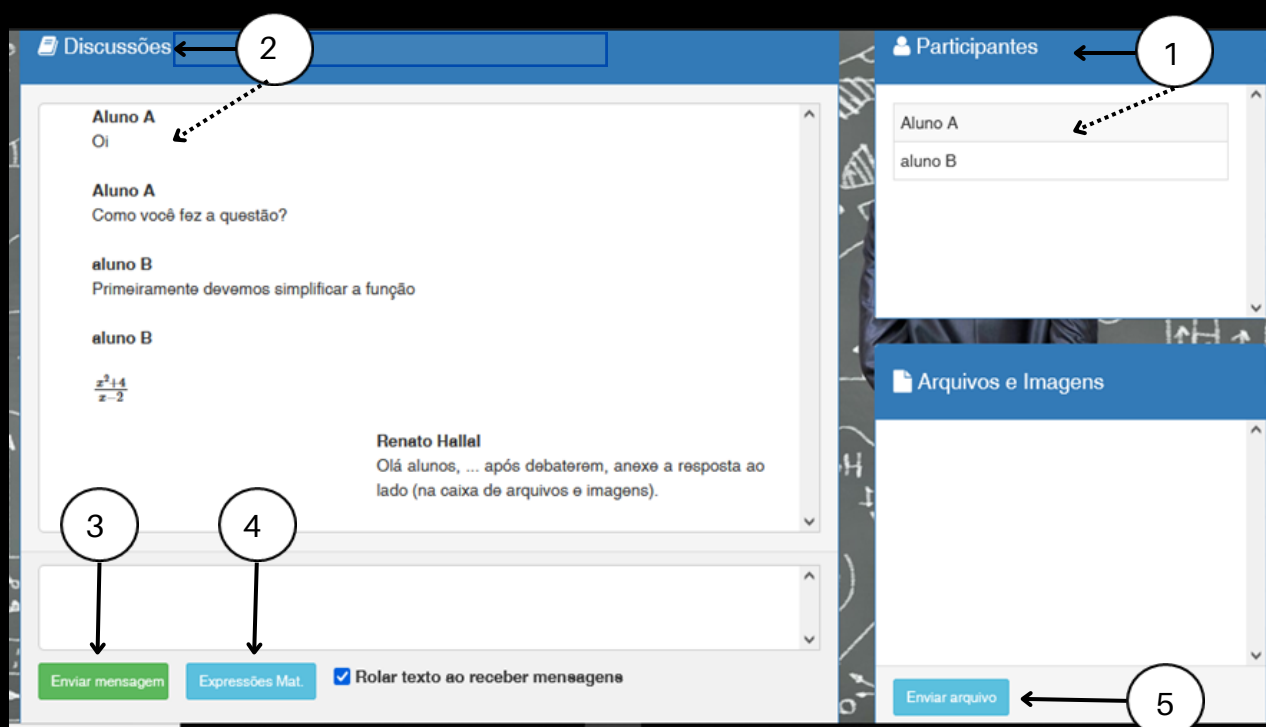 Discussões
2
Participantes
1
Aluno A
Oi
Aluno A
Como você fez a questão?
aluno B
Primeiramente devemos simplificar a função
aluno B
x²+4
x−2
Renato Hallal
Olá alunos, ... após debaterem, anexe a resposta ao
lado (na caixa de arquivos e imagens).
3
4
Enviar mensagem
Expressões Mat.
Rolar texto ao receber mensagens
Aluno A
aluno B
Arquivos e Imagens
Enviar arquivo
5